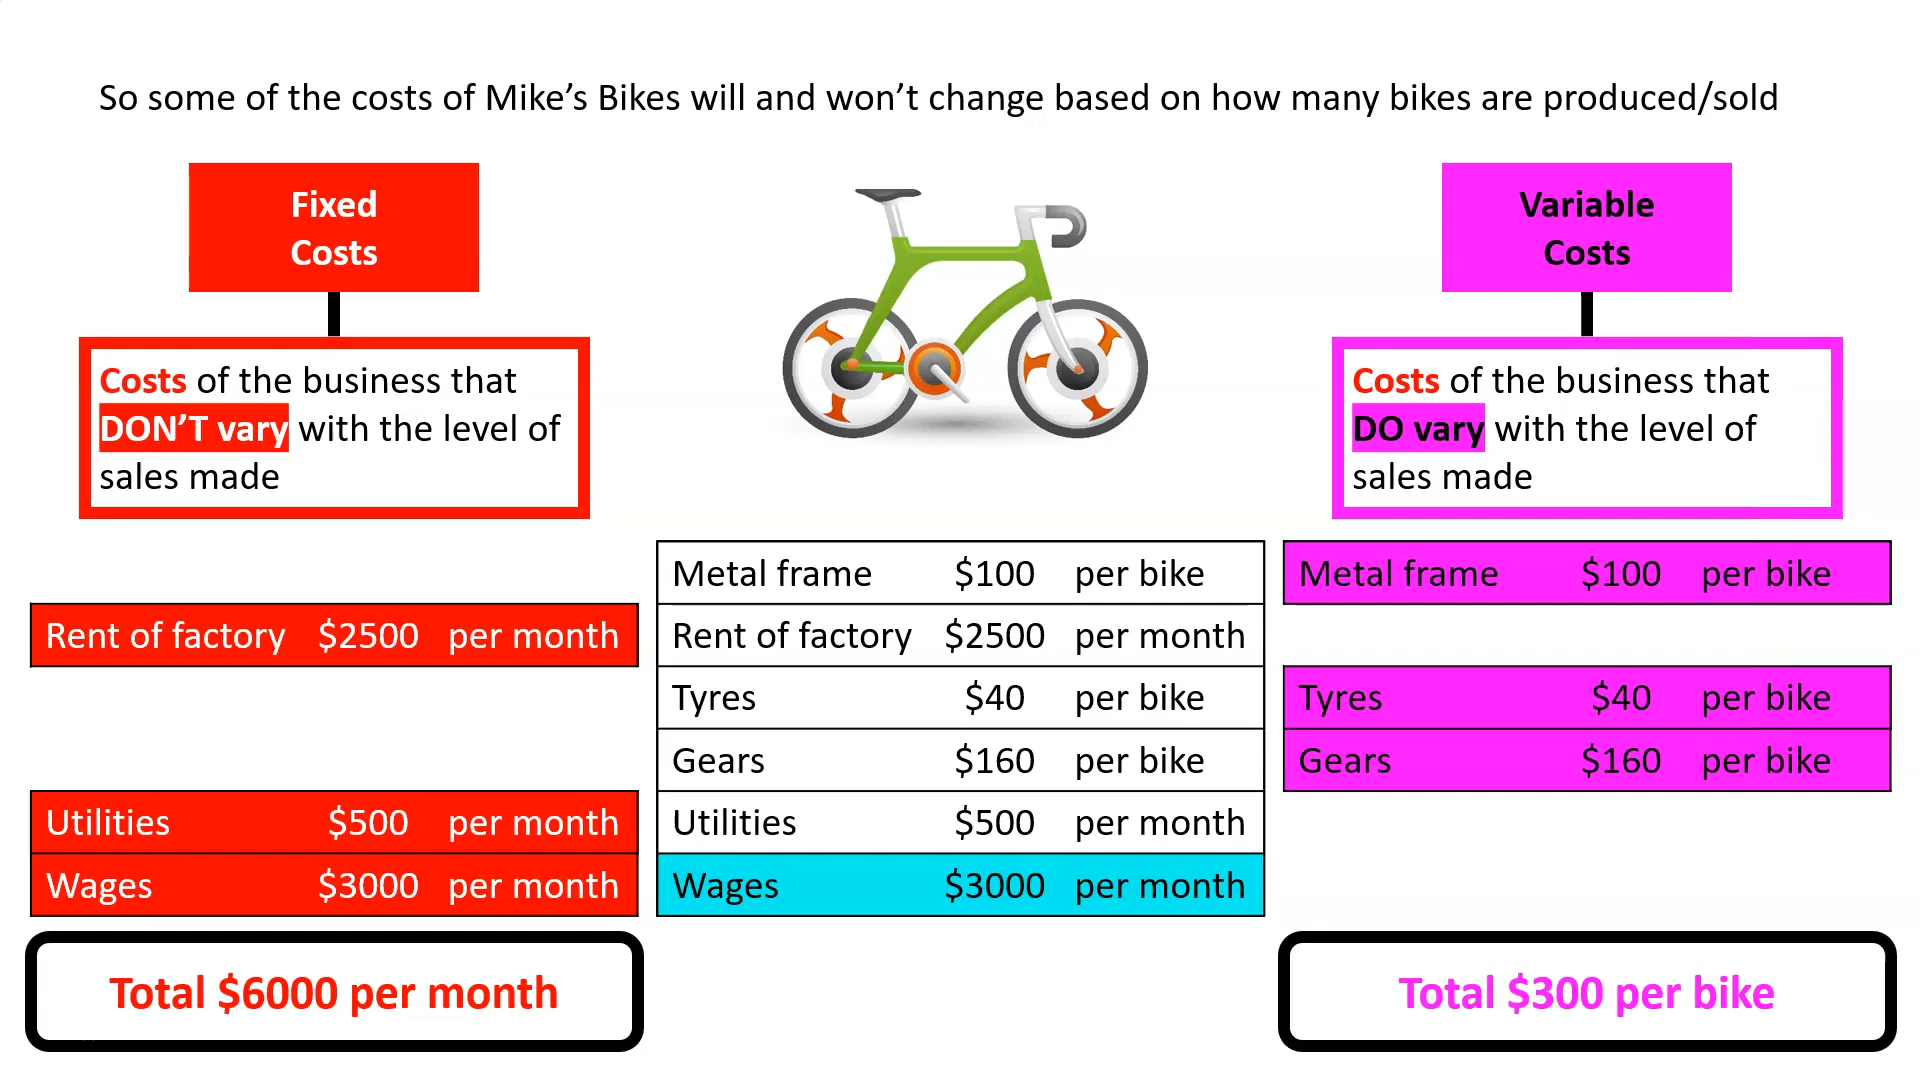 So some of the costs of Mike's Bikes will and won't change based on how many bikes are produced/sold
Fixed
Costs
Costs of the business that
DON'T vary with the level of
sales made
Variable
Costs
Costs of the business that
DO vary with the level of
sales made
Rent of factory $2500 per month
Utilities $500 per month
Wages $3000 per month
Total $6000 per month
Metal frame $100 per bike
Rent of factory $2500 per month
Tyres $40 per bike
Gears $160 per bike
Utilities $500 per month
Wages $3000 per month
Metal frame $100 per bike
Tyres $40 per bike
Gears $160 per bike
Total $300 per bike